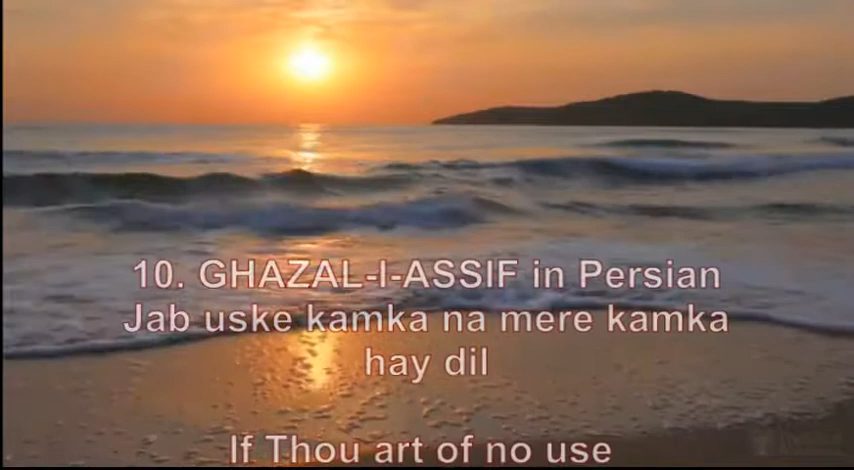 10. GHAZAL-I-ASSIF in Persian
Jab uske kamka na mere kamka
hay dil
If Thou art of no use